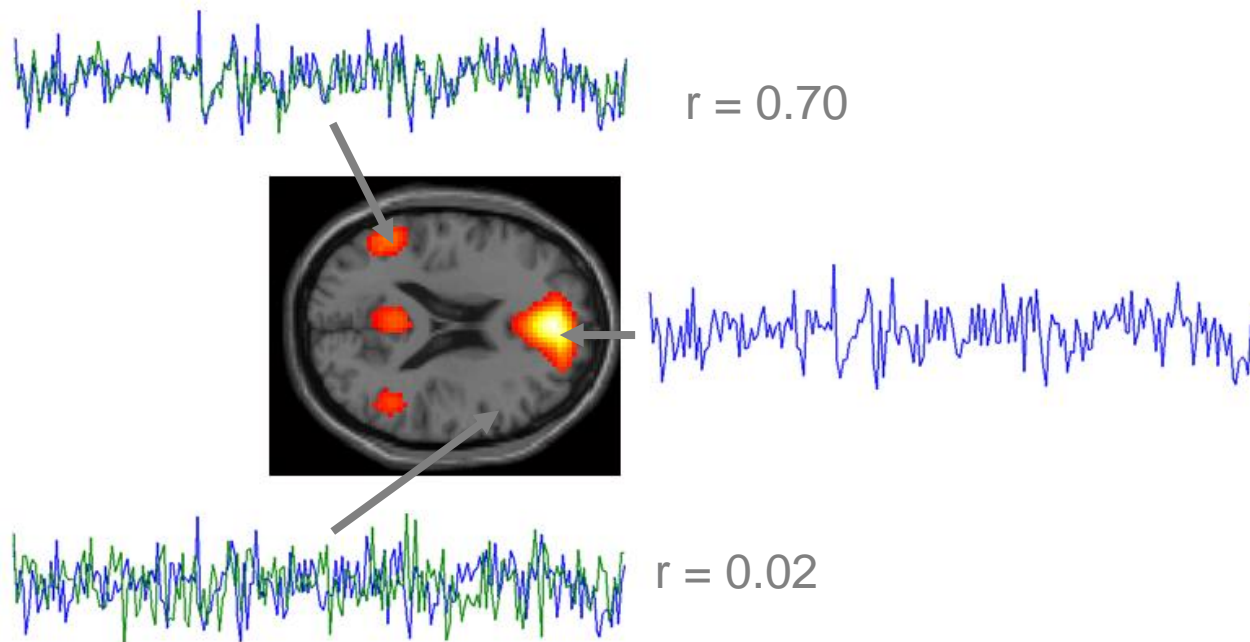 r = 0.70
r = 0.02